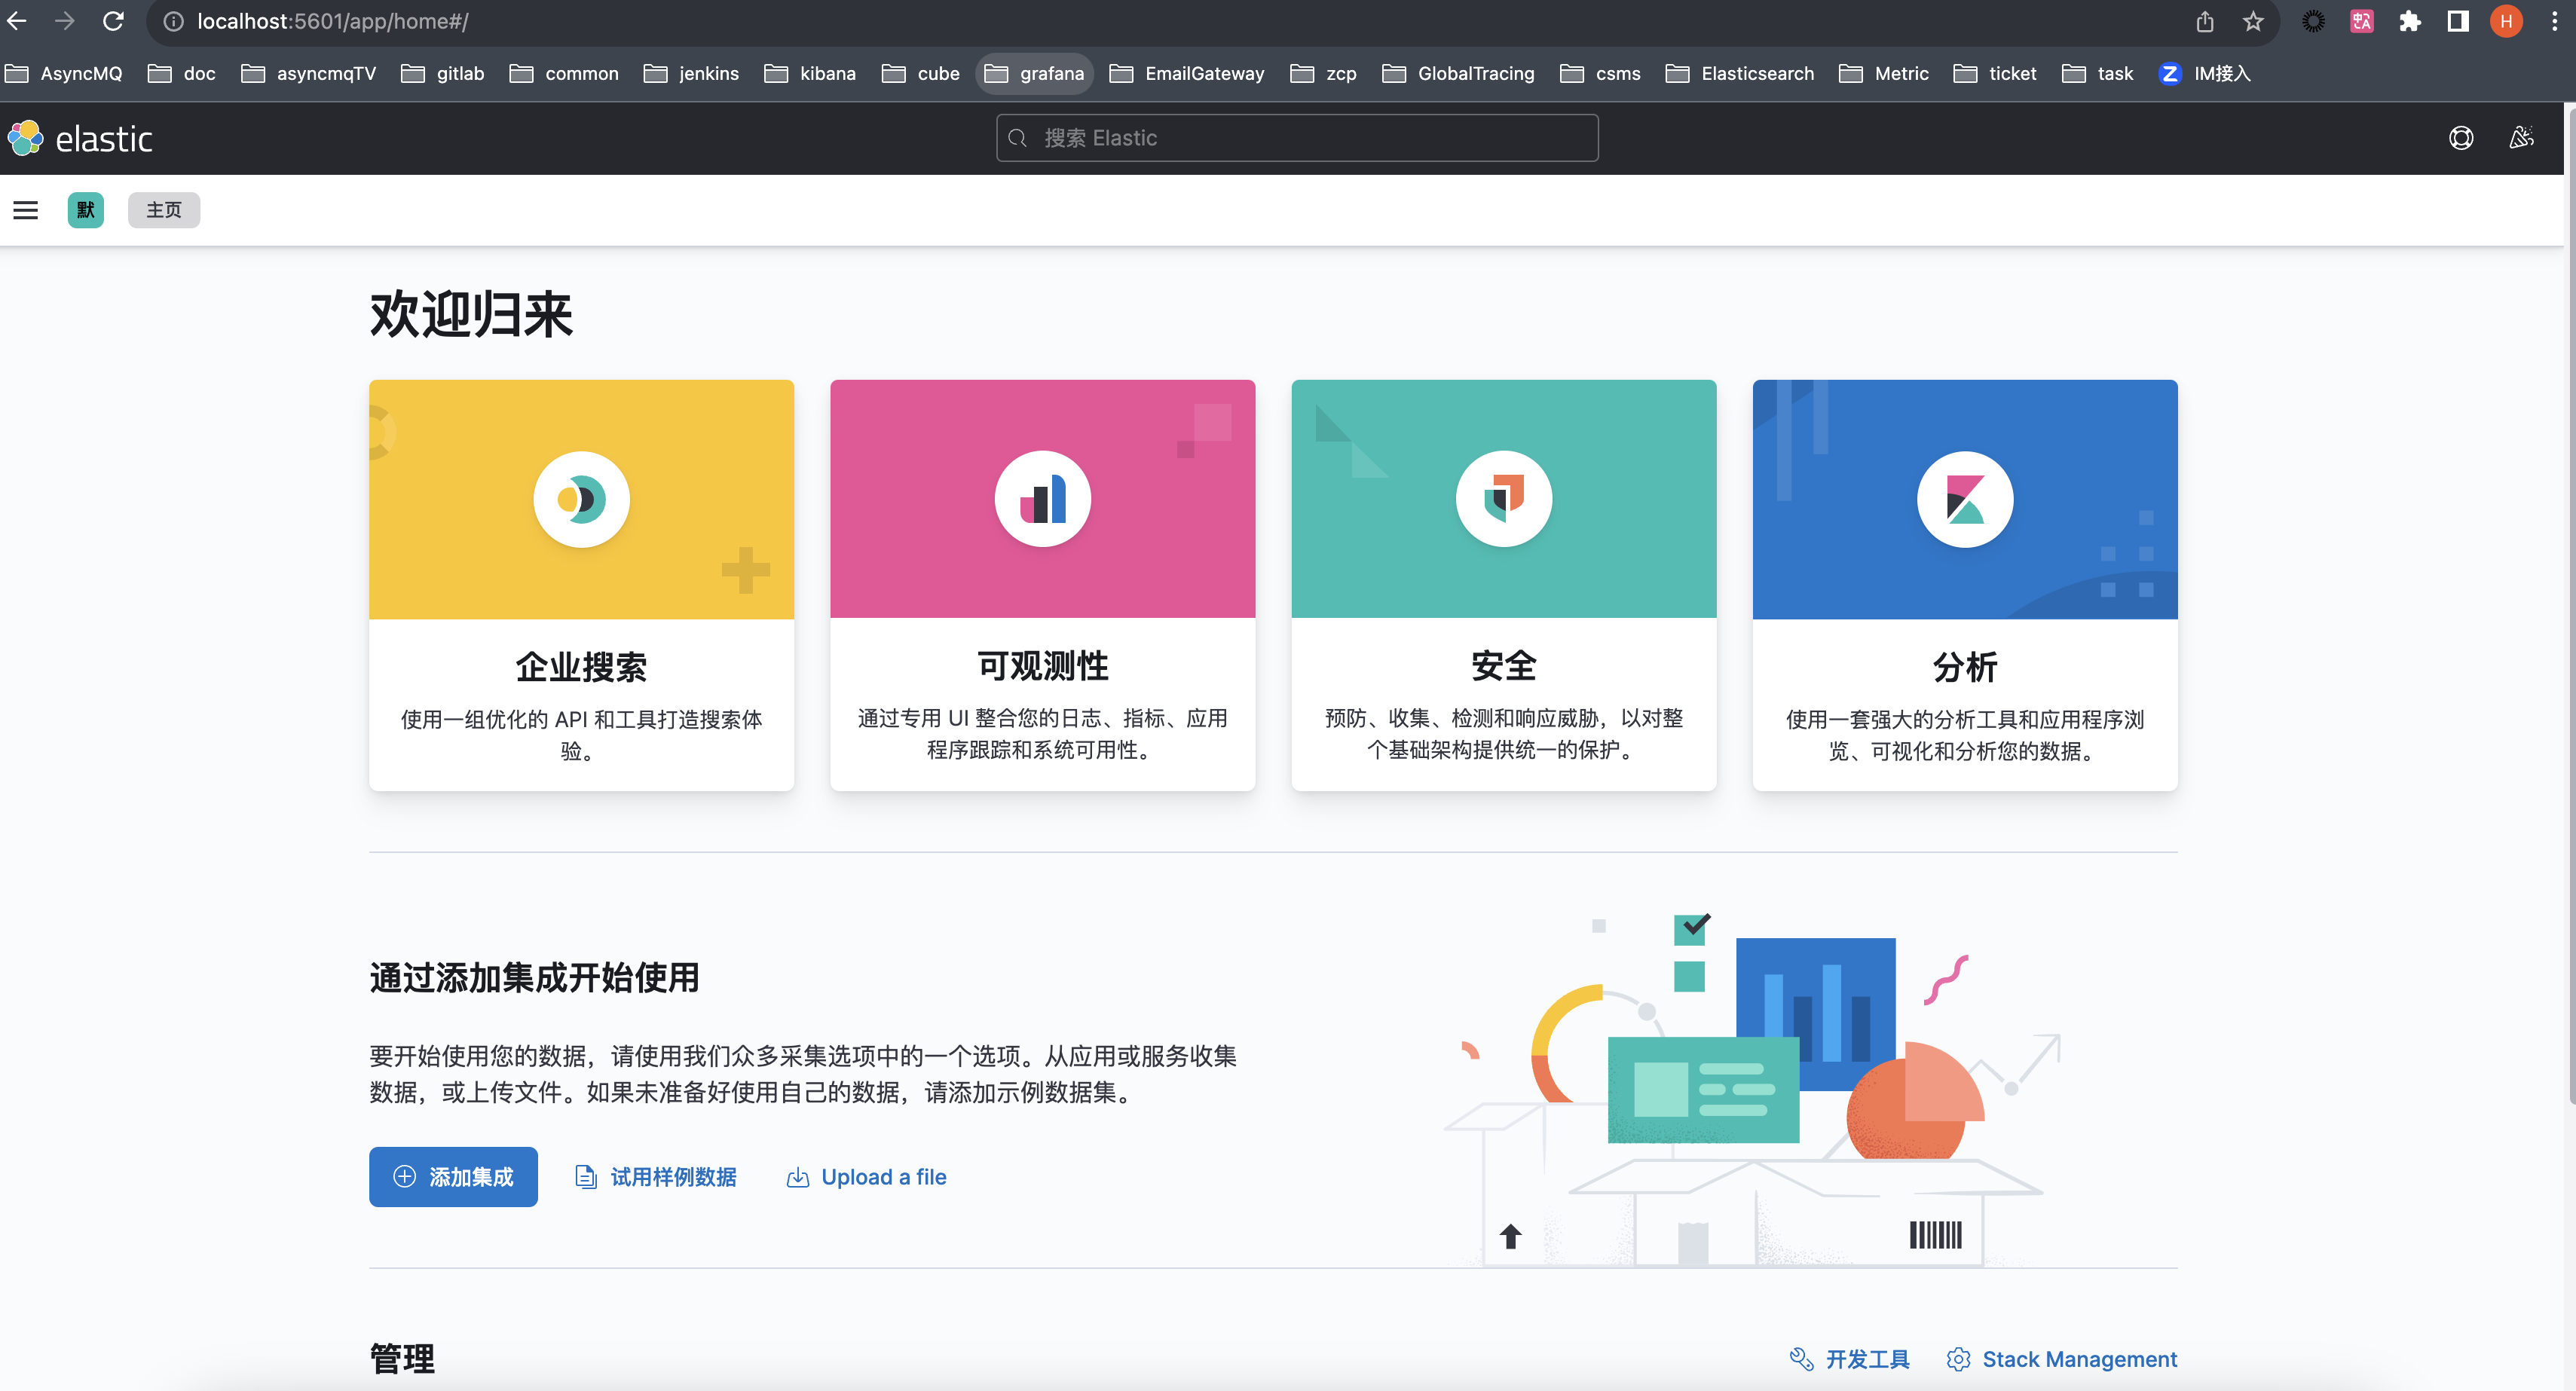 localhost:5601/app/home#/
H
AsyncMQ doc asyncmqTV gitlab common jenkins kibana cube grafana EmailGateway zcp GlobalTracing csms Elasticsearch Metric ticket task IM接入
elastic
搜索 Elastic
默 主页
欢迎归来
企业搜索
使用一组优化的 API 和工具打造搜索体
验。
可观测性
通过专用 UI 整合您的日志、指标、应用
程序跟踪和系统可用性。
安全
预防、收集、检测和响应威胁，以对整
个基础架构提供统一的保护。
分析
使用一套强大的分析工具和应用程序浏
览、可视化和分析您的数据。
通过添加集成开始使用
要开始使用您的数据，请使用我们众多采集选项中的一个选项。从应用或服务收集
数据，或上传文件。如果未准备好使用自己的数据，请添加示例数据集。
添加集成 试用样例数据 Upload a file
管理
开发工具 Stack Management